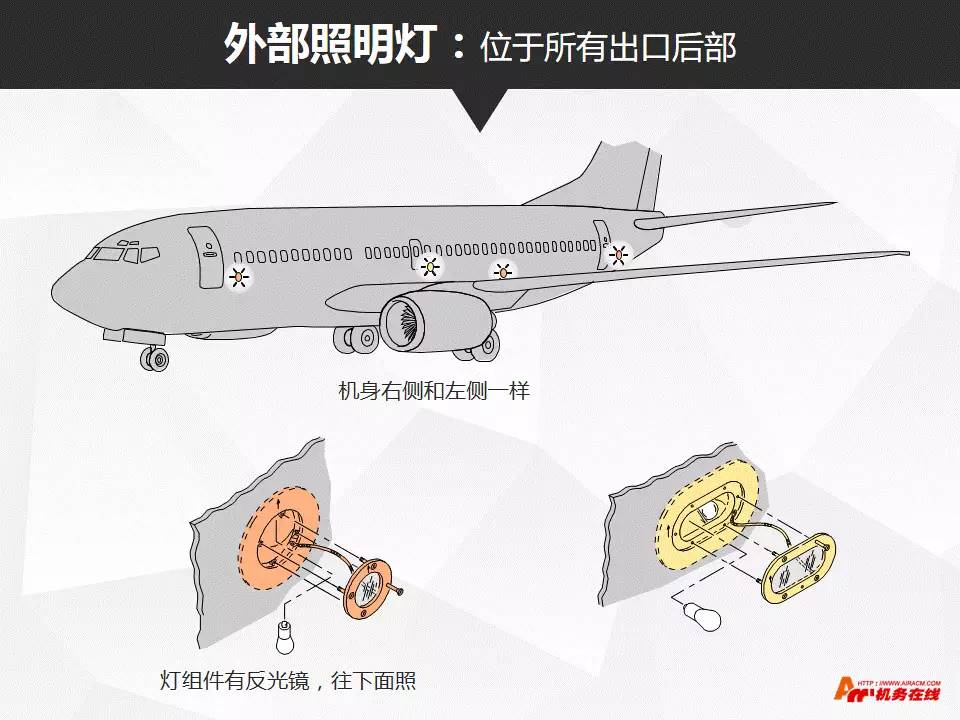 外部照明灯：位于所有出口后部
机身右侧和左侧一样
灯组件有反光镜，往下面照
HTTP://WWW.AIRACM.COM
机务在线